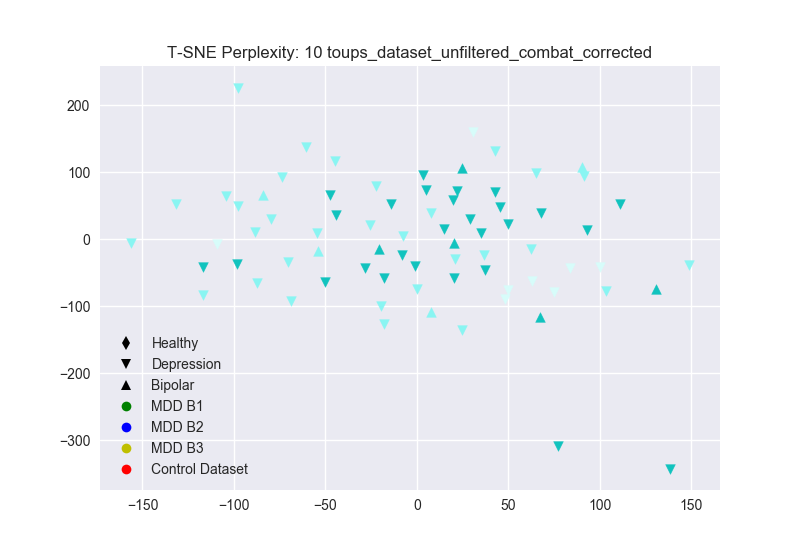 T-SNE Perplexity: 10 toups_dataset_unfiltered_combat_corrected
200
100
0
−100
−200
−300
Healthy
Depression
Bipolar
MDD B1
MDD B2
MDD B3
Control Dataset
−150 −100 −50 0 50 100 150